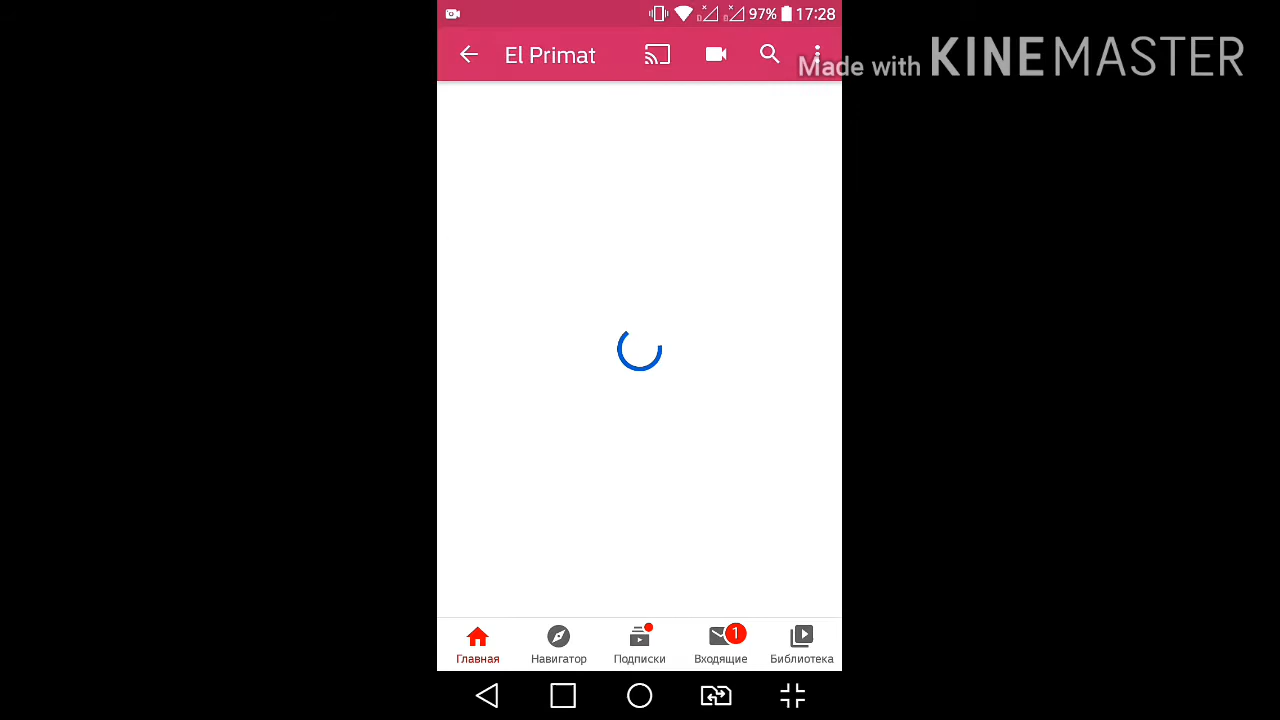 97% 17:28
El Primat
Made with KINEMASTER
1
Главная Навигатор Подписки Входящие Библиотека